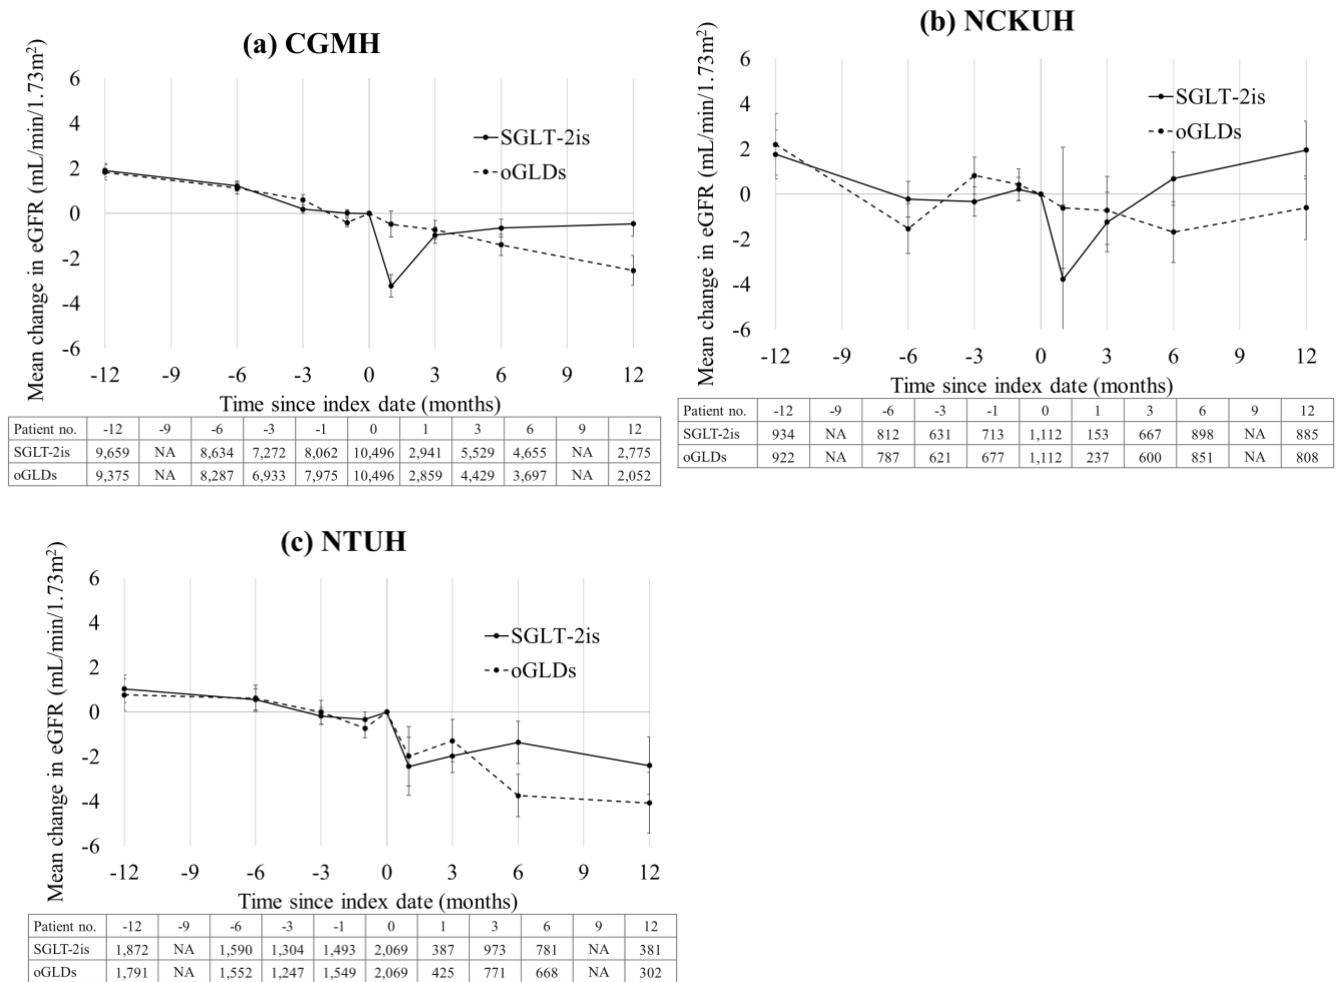 (a) CGMH
Mean change in eGFR (mL/min/1.73m²)
6
4
2
0
-2
-4
-6
SGLT-2is
oGLDs
-12 -9 -6 -3 0 3 6 9 12
Time since index date (months)
Patient no. -12 -9 -6 -3 -1 0 1 3 6 9 12
SGLT-2is 9,659 NA 8,634 7,272 8,062 10,496 2,941 5,529 4,655 NA 2,775
oGLDs 9,375 NA 8,287 6,933 7,975 10,496 2,859 4,429 3,697 NA 2,052
(b) NCKUH
Mean change in eGFR (mL/min/1.73m²)
6
4
2
0
-2
-4
-6
SGLT-2is
oGLDs
-12 -9 -6 -3 0 3 6 9 12
Time since index date (months)
Patient no. -12 -9 -6 -3 -1 0 1 3 6 9 12
SGLT-2is 934 NA 812 631 713 1,112 153 667 898 NA 885
oGLDs 922 NA 787 621 677 1,112 237 600 851 NA 808
(c) NTUH
Mean change in eGFR (mL/min/1.73m²)
6
4
2
0
-2
-4
-6
SGLT-2is
oGLDs
-12 -9 -6 -3 0 3 6 9 12
Time since index date (months)
Patient no. -12 -9 -6 -3 -1 0 1 3 6 9 12
SGLT-2is 1,872 NA 1,590 1,304 1,493 2,069 387 973 781 NA 381
oGLDs 1,791 NA 1,552 1,247 1,549 2,069 425 771 668 NA 302